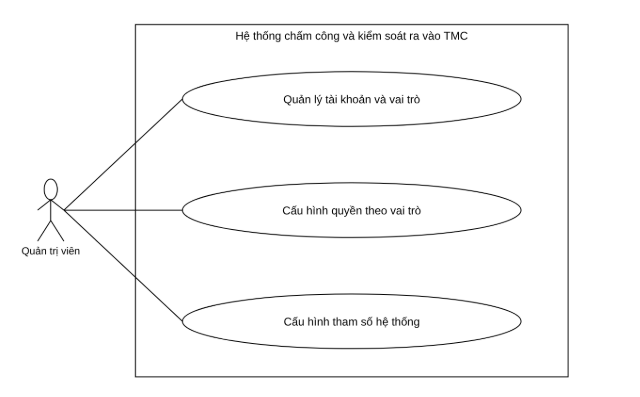 Hệ thống chấm công và kiểm soát ra vào TMC
Quản lý tài khoản và vai trò
Cấu hình quyền theo vai trò
Quản trị viên
Cấu hình tham số hệ thống